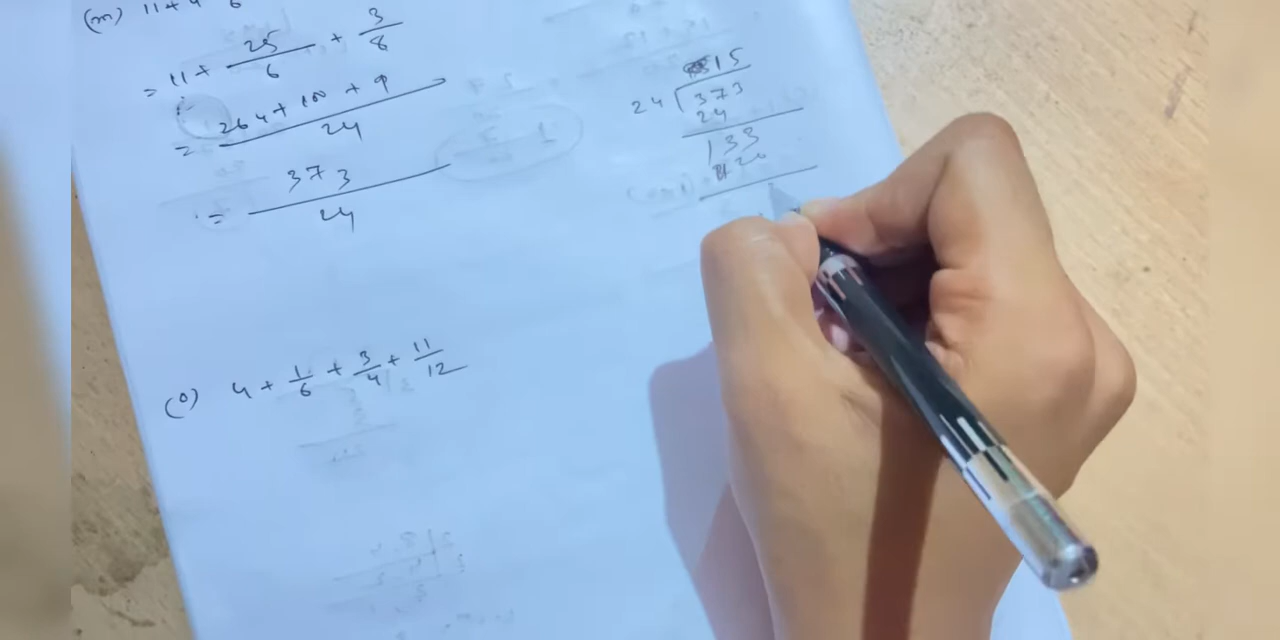 (m) 11+4
= 11 + 25/6 + 3/8
= 264+100+9/24
= 373/24
15
24 373
24
133
120
(o) 4 + 1/6 + 3/4 + 11/12